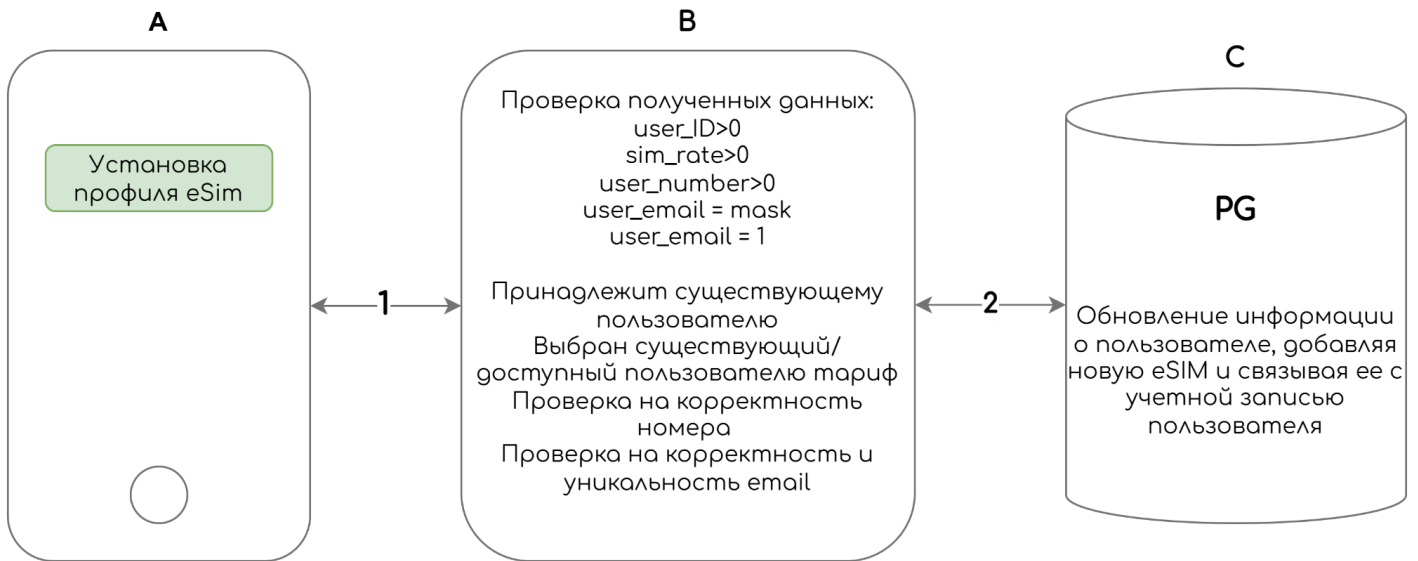 A
Установка
профиля eSim
B
Проверка полученных данных:
user_ID>0
sim_rate>0
user_number>0
user_email = mask
user_email = 1
Принадлежит существующему
пользователю
Выбран существующий/
доступный пользователю тариф
Проверка на корректность
номера
Проверка на корректность и
уникальность email
1
2
C
PG
Обновление информации
о пользователе, добавляя
новую eSIM и связывая ее с
учетной записью
пользователя